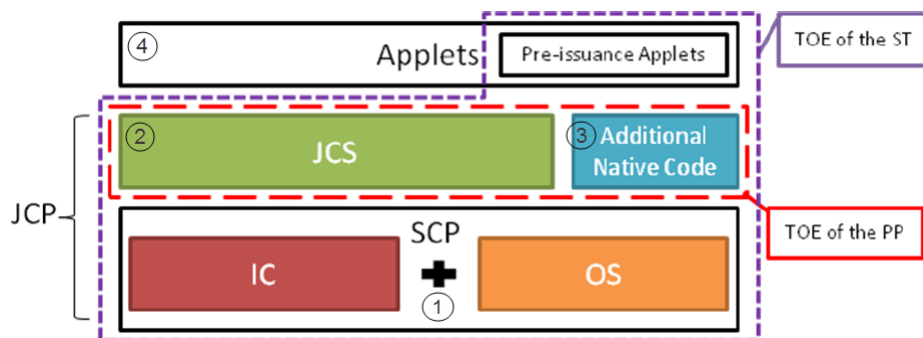 ④
Applets
Pre-issuance Applets
TOE of the ST
②
JCS
③
Additional
Native Code
JCP
TOE of the PP
SCP
IC
①
OS